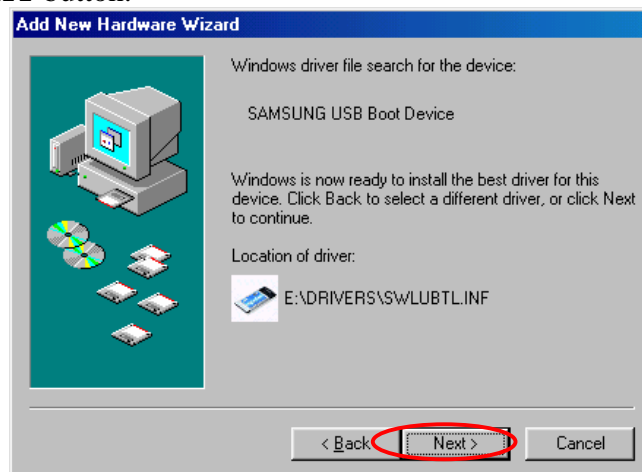 button.
Add New Hardware Wizard
Windows driver file search for the device:
SAMSUNG USB Boot Device
Windows is now ready to install the best driver for this
device. Click Back to select a different driver, or click Next
to continue.
Location of driver:
E:\DRIVERS\SWLUBTL.INF
< Back
Next >
Cancel